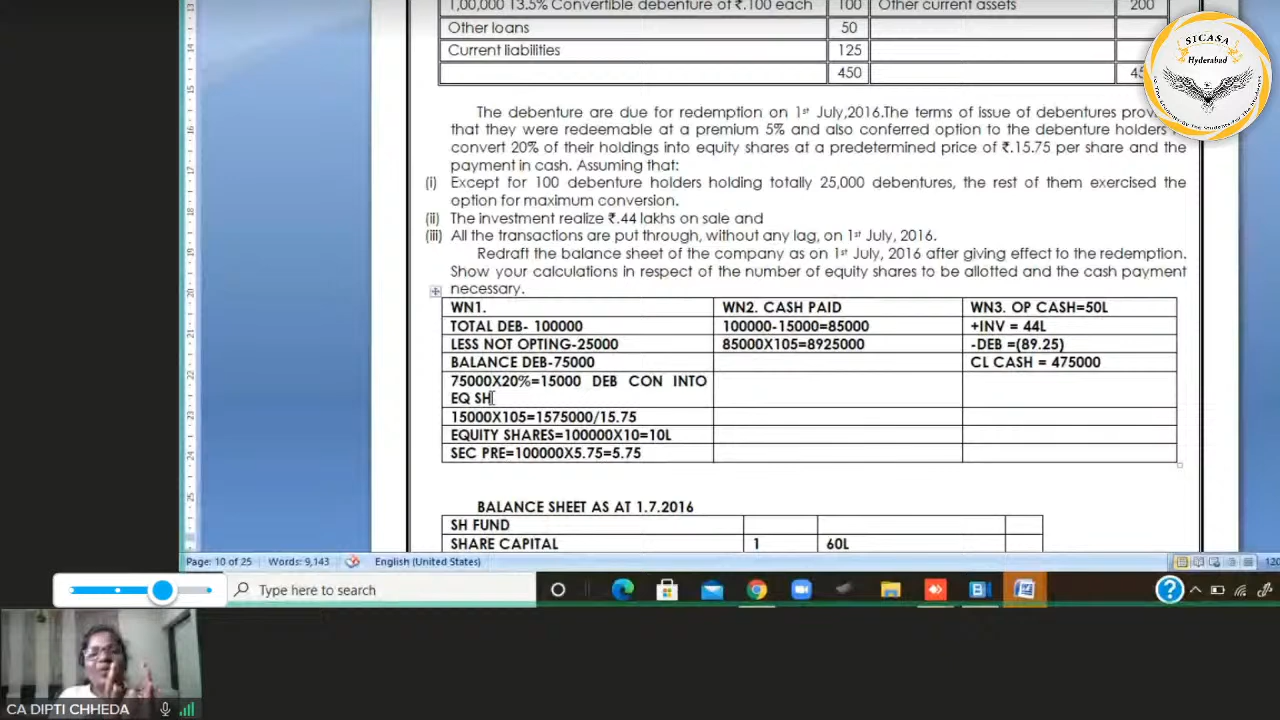 1,00,000 13.5% Convertible debenture of ₹.100 each 100 Other current assets 200
Other loans 50
Current liabilities 125
450
SICASA
Hyderabad
The debenture are due for redemption on 1st July,2016.The terms of issue of debentures
that they were redeemable at a premium 5% and also conferred option to the debenture holders
convert 20% of their holdings into equity shares at a predetermined price of ₹.15.75 per share and the
payment in cash. Assuming that:
(i) Except for 100 debenture holders holding totally 25,000 debentures, the rest of them exercised the
option for maximum conversion.
(ii) The investment realize ₹.44 lakhs on sale and
(iii) All the transactions are put through, without any lag, on 1st July, 2016.
Redraft the balance sheet of the company as on 1st July, 2016 after giving effect to the redemption.
Show your calculations in respect of the number of equity shares to be allotted and the cash payment
necessary.
WN1. WN2. CASH PAID WN3. OP CASH=50L
TOTAL DEB- 100000 100000-15000=85000 +INV = 44L
LESS NOT OPTING-25000 85000X105=8925000 -DEB =(89.25)
BALANCE DEB-75000 CL CASH = 475000
75000X20%=15000 DEB CON INTO
EQ SH
15000X105=1575000/15.75
EQUITY SHARES=100000X10=10L
SEC PRE=100000X5.75=5.75
BALANCE SHEET AS AT 1.7.2016
SH FUND
SHARE CAPITAL 1 60L
Page: 10 of 25 Words: 9,143 English (United States) 120
Type here to search
CA DIPTI CHHEDA